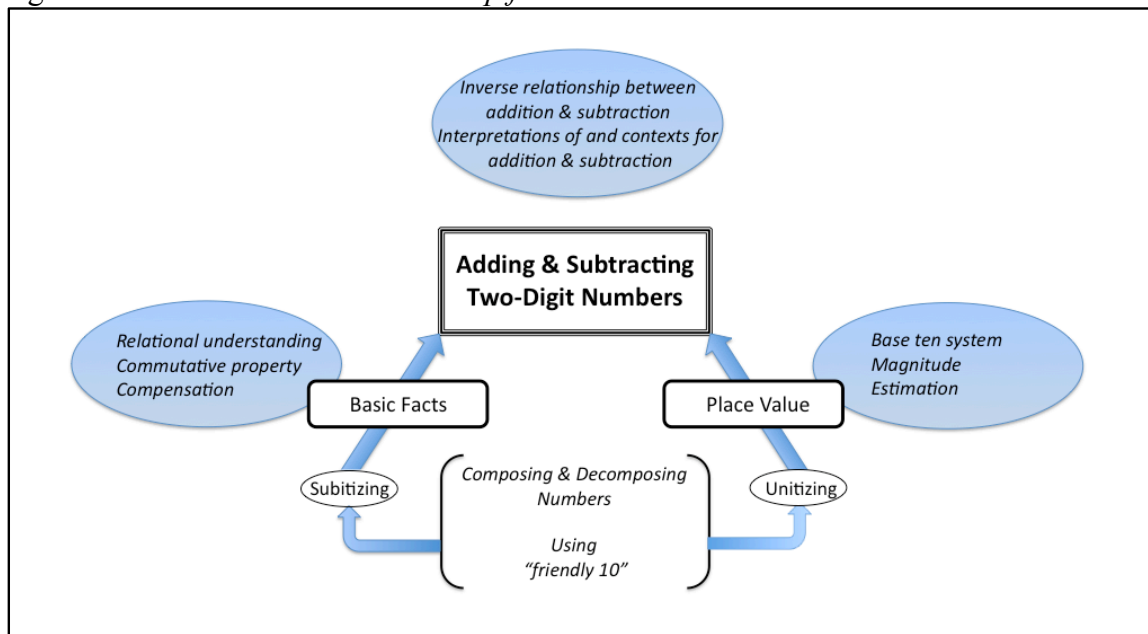 Inverse relationship between
addition & subtraction
Interpretations of and contexts for
addition & subtraction
Adding & Subtracting
Two-Digit Numbers
Relational understanding
Commutative property
Compensation
Base ten system
Magnitude
Estimation
Basic Facts
Place Value
Subitizing
Composing & Decomposing
Numbers
Using
“friendly 10”
Unitizing